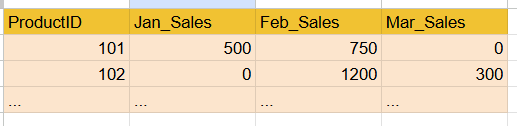 ProductID Jan_Sales Feb_Sales Mar_Sales
101 500 750 0
102 0 1200 300
... ... ... ...